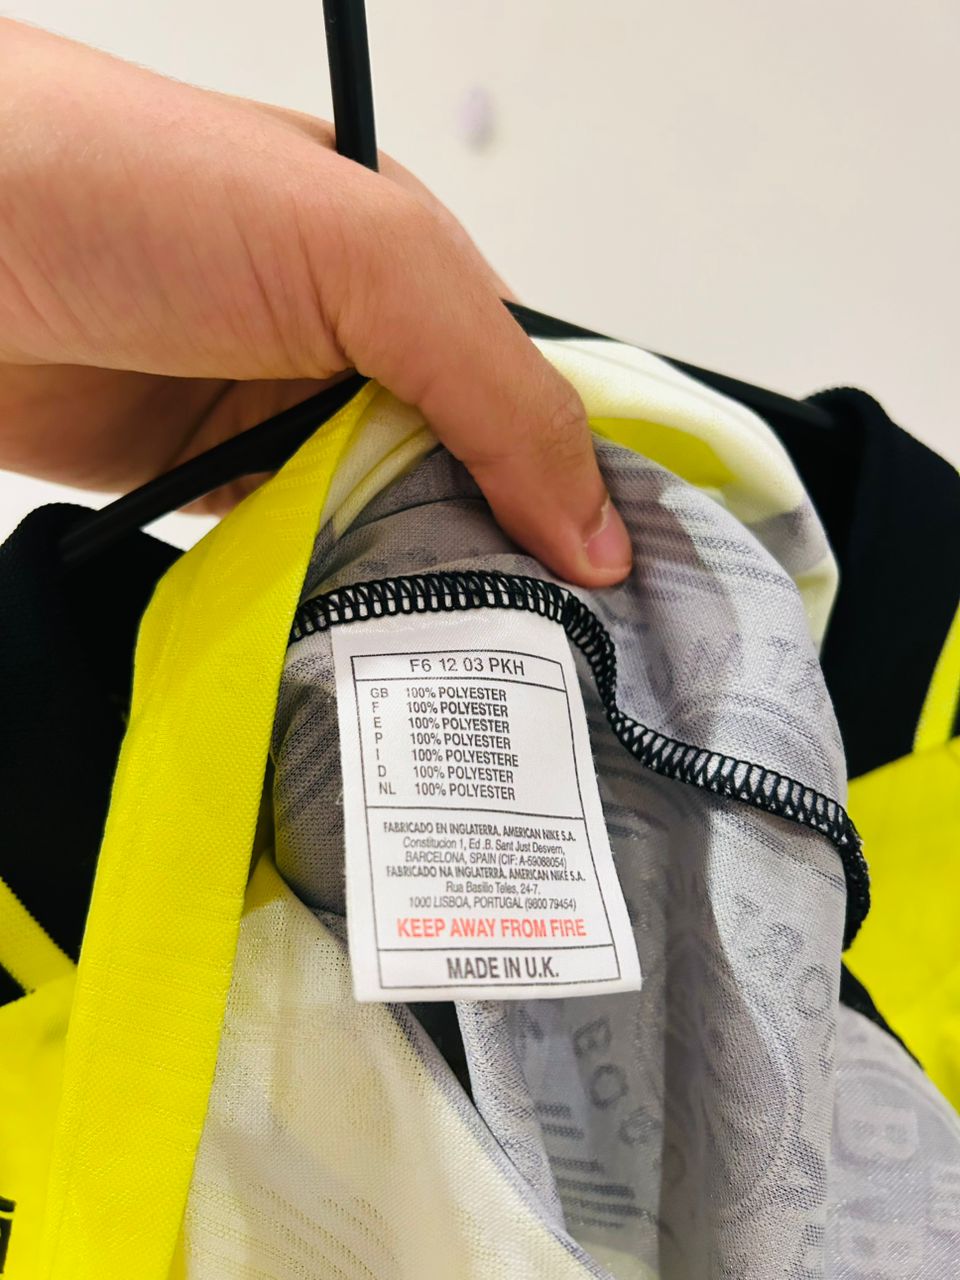 F6 12 03 PKH
GB 100% POLYESTER
F 100% POLYESTER
E 100% POLYESTER
P 100% POLYESTER
I 100% POLYESTERE
D 100% POLYESTER
NL 100% POLYESTER
FABRICADO EN INGLATERRA, AMERICAN NIKE S.A.
Constitucion 1, Ed .B. Sant Just Desvern,
BARCELONA, SPAIN (CIF: A-59088054)
FABRICADO NA INGLATERRA, AMERICAN NIKE S.A.
Rua Basilio Teles, 24-7.
1000 LISBOA, PORTUGAL (9800 79454)
KEEP AWAY FROM FIRE
MADE IN U.K.